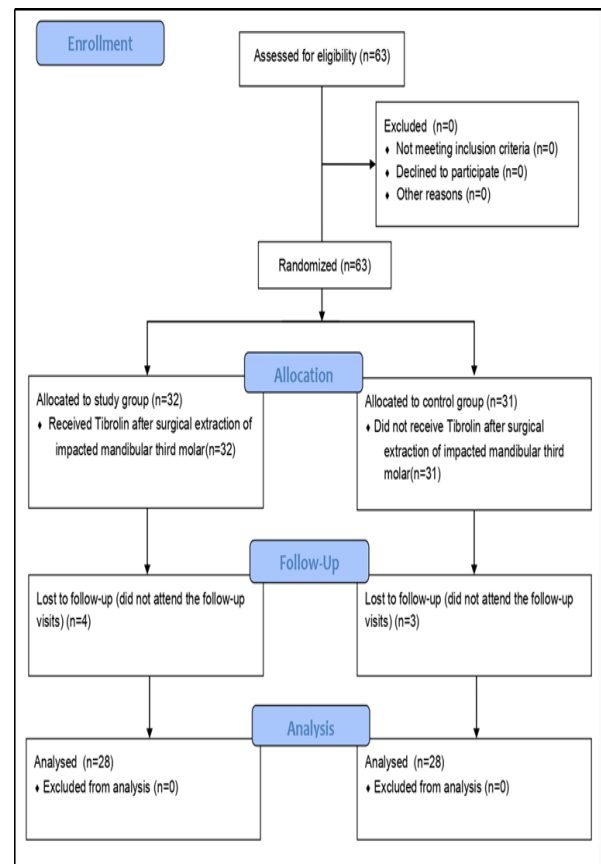 Enrollment
Assessed for eligibility (n=63)
Excluded (n=0)
♦ Not meeting inclusion criteria (n=0)
♦ Declined to participate (n=0)
♦ Other reasons (n=0)
Randomized (n=63)
Allocation
Allocated to study group (n=32)
♦ Received Tibrolin after surgical extraction of
impacted mandibular third molar(n=32)
Allocated to control group (n=31)
♦ Did not receive Tibrolin after surgical
extraction of impacted mandibular third
molar(n=31)
Follow-Up
Lost to follow-up (did not attend the follow-up
visits) (n=4)
Lost to follow-up (did not attend the follow-up
visits) (n=3)
Analysis
Analysed (n=28)
♦ Excluded from analysis (n=0)
Analysed (n=28)
♦ Excluded from analysis (n=0)